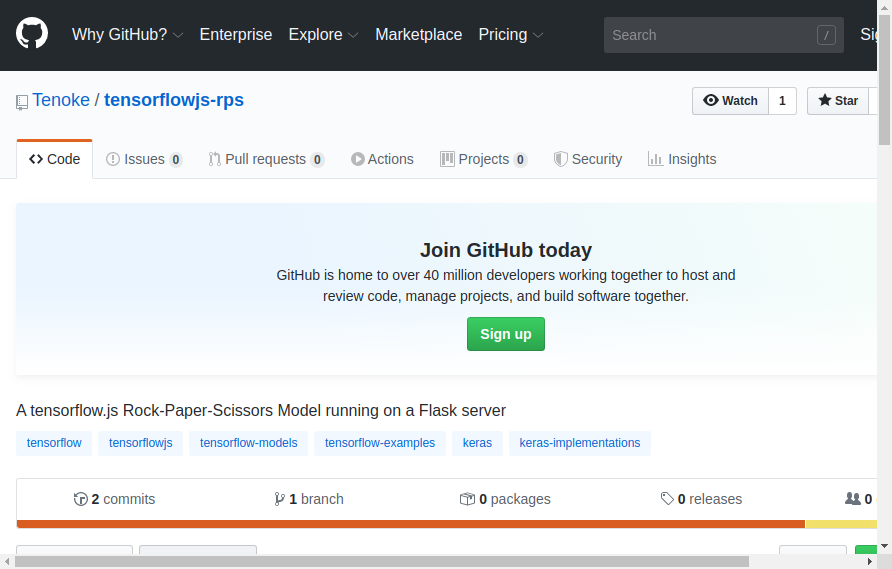 Why GitHub? Enterprise Explore Marketplace Pricing Search /
Tenoke / tensorflowjs-rps Watch 1 Star
Code Issues 0 Pull requests 0 Actions Projects 0 Security Insights
Join GitHub today
GitHub is home to over 40 million developers working together to host and
review code, manage projects, and build software together.
Sign up
A tensorflow.js Rock-Paper-Scissors Model running on a Flask server
tensorflow tensorflowjs tensorflow-models tensorflow-examples keras keras-implementations
2 commits 1 branch 0 packages 0 releases 0